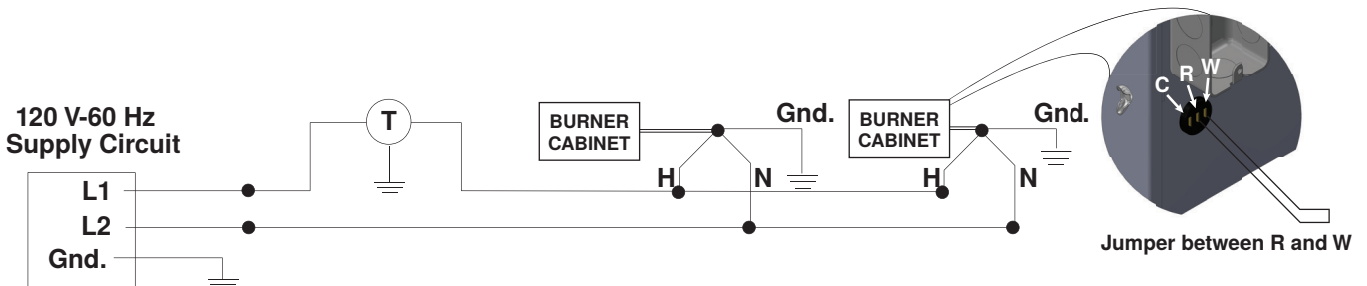 120 V-60 Hz
Supply Circuit
L1
L2
Gnd.
T
BURNER
CABINET
Gnd.
H
N
BURNER
CABINET
Gnd.
H
N
C
R
W
Jumper between R and W